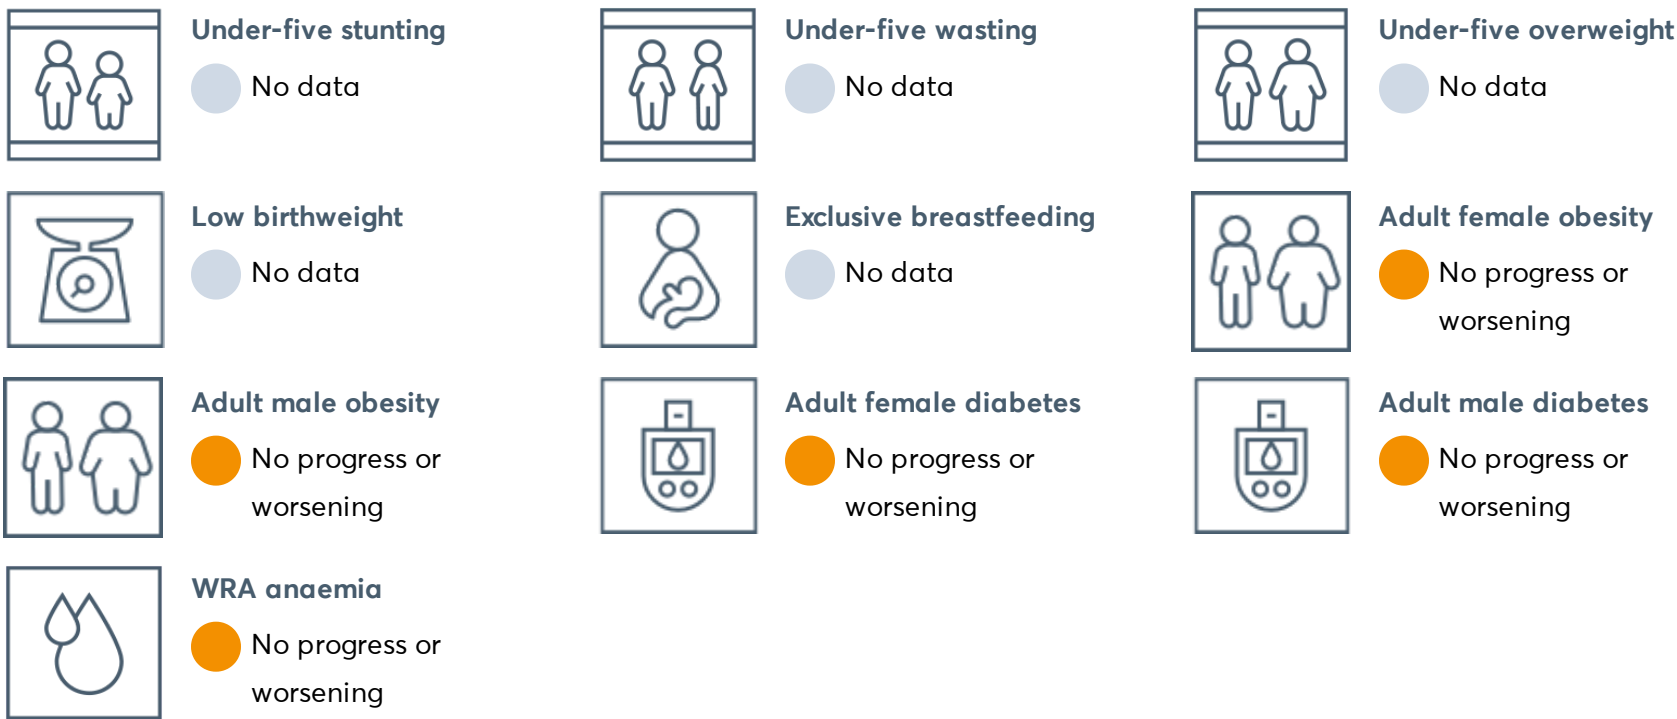 Under-five stunting
No data
Under-five wasting
No data
Under-five overweight
No data
Low birthweight
No data
Exclusive breastfeeding
No data
Adult female obesity
No progress or
worsening
Adult male obesity
No progress or
worsening
Adult female diabetes
No progress or
worsening
Adult male diabetes
No progress or
worsening
WRA anaemia
No progress or
worsening